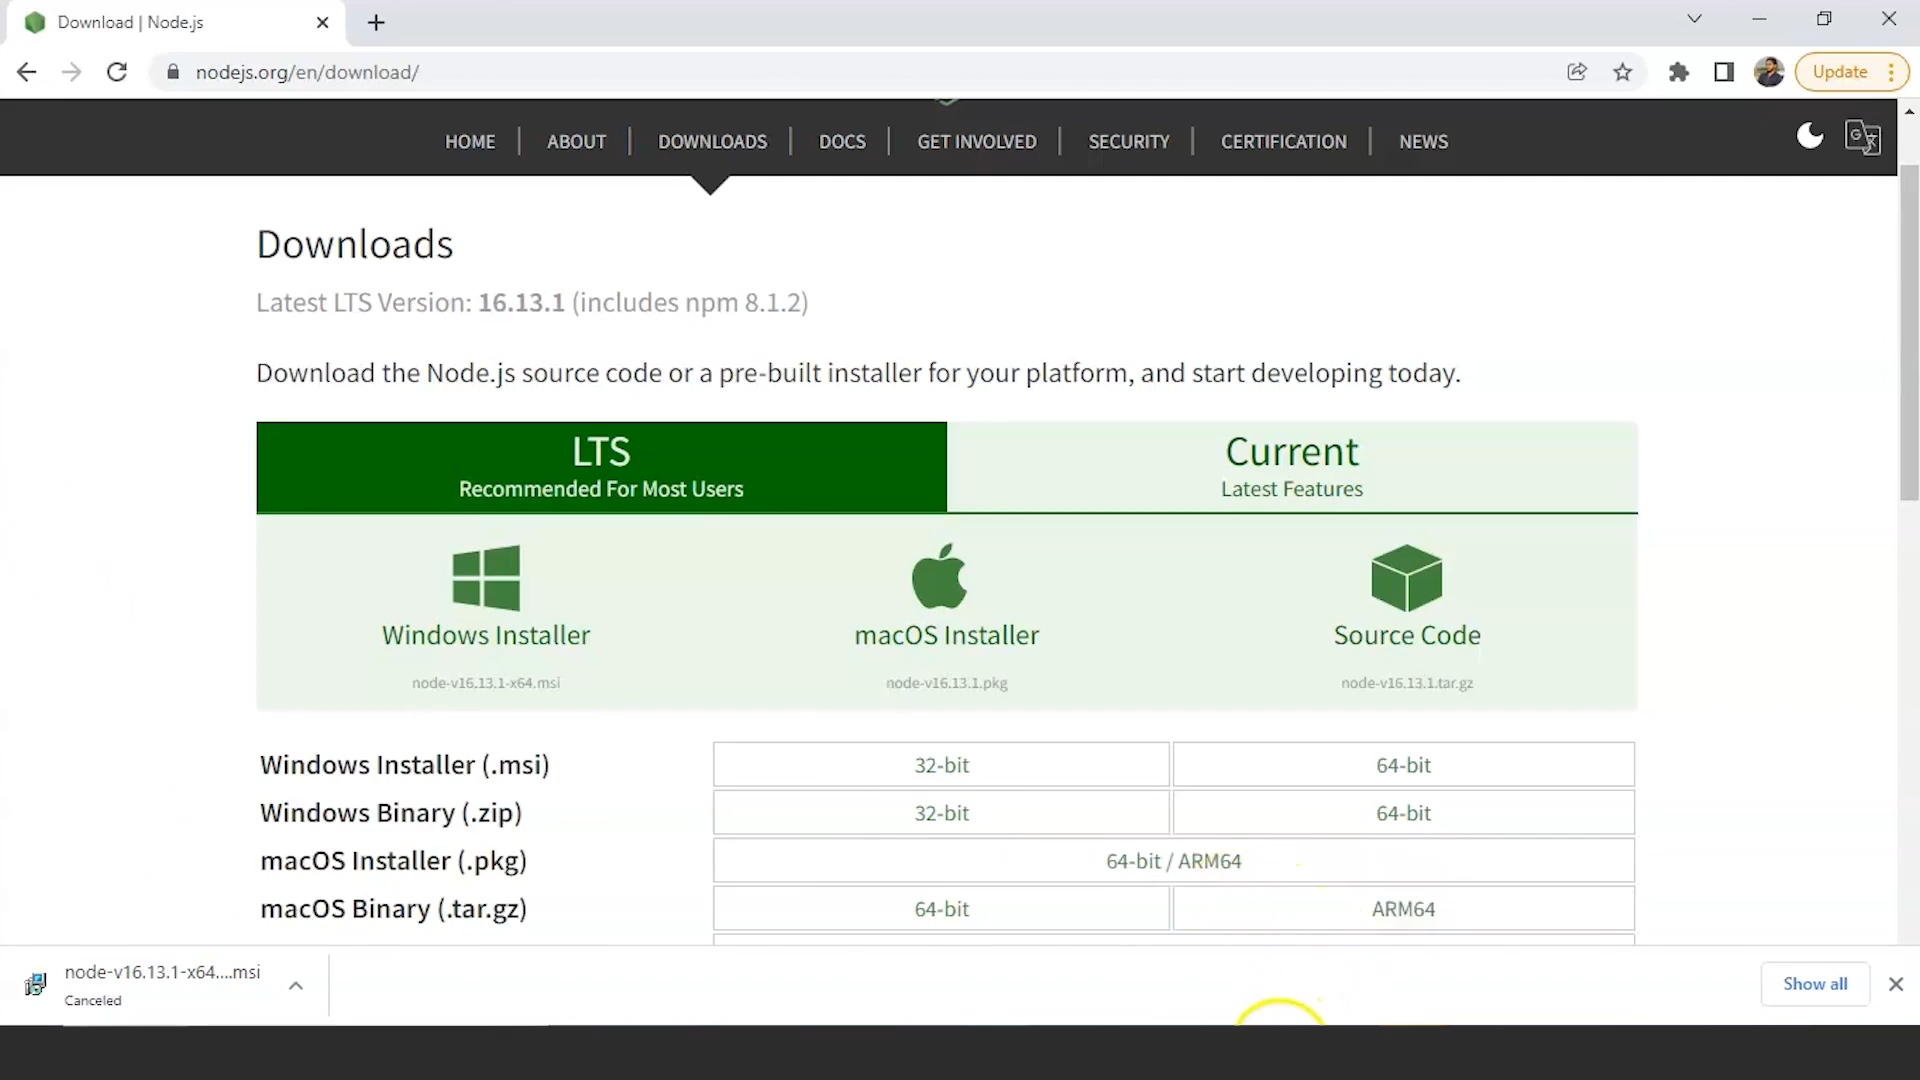 Download | Node.js
nodejs.org/en/download/
Update
HOME
ABOUT
DOWNLOADS
DOCS
GET INVOLVED
SECURITY
CERTIFICATION
NEWS
Downloads
Latest LTS Version: 16.13.1 (includes npm 8.1.2)
Download the Node.js source code or a pre-built installer for your platform, and start developing today.
LTS
Recommended For Most Users
Current
Latest Features
Windows Installer
node-v16.13.1-x64.msi
macOS Installer
node-v16.13.1.pkg
Source Code
node-v16.13.1.tar.gz
Windows Installer (.msi) 32-bit 64-bit
Windows Binary (.zip) 32-bit 64-bit
macOS Installer (.pkg) 64-bit / ARM64
macOS Binary (.tar.gz) 64-bit ARM64
node-v16.13.1-x64....msi
Canceled
Show all